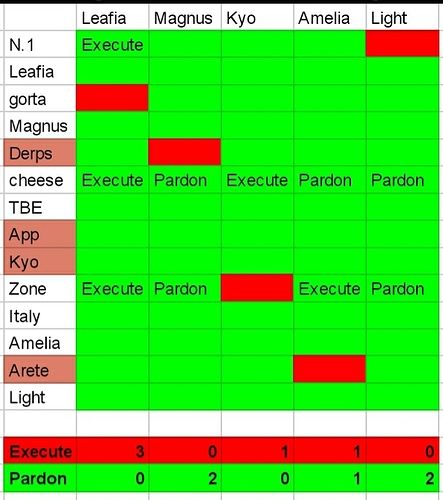 Leafia Magnus Kyo Amelia Light
N.1 Execute
Leafia
gorta
Magnus
Derps
cheese Execute Pardon Execute Pardon Pardon
TBE
App
Kyo
Zone Execute Pardon Execute Pardon
Italy
Amelia
Arete
Light
Execute 3 0 1 1 0
Pardon 0 2 0 1 2